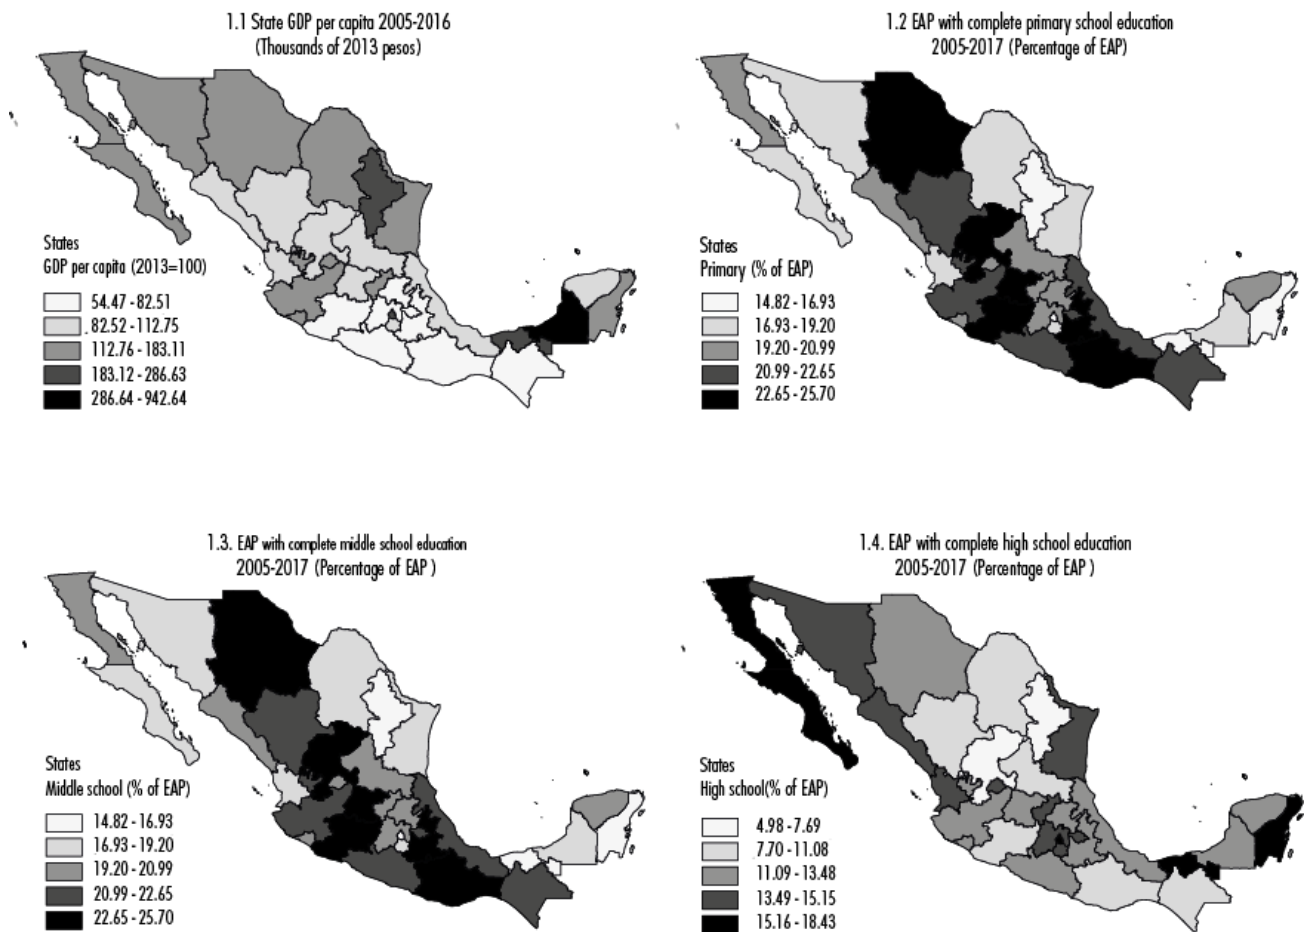 1.1 State GDP per capita 2005-2016
(Thousands of 2013 pesos)
States
GDP per capita (2013=100)
54.47 - 82.51
82.52 - 112.75
112.76 - 183.11
183.12 - 286.63
286.64 - 942.64
1.2 EAP with complete primary school education
2005-2017 (Percentage of EAP)
States
Primary (% of EAP)
14.82 - 16.93
16.93 - 19.20
19.20 - 20.99
20.99 - 22.65
22.65 - 25.70
1.3. EAP with complete middle school education
2005-2017 (Percentage of EAP )
States
Middle school (% of EAP)
14.82 - 16.93
16.93 - 19.20
19.20 - 20.99
20.99 - 22.65
22.65 - 25.70
1.4. EAP with complete high school education
2005-2017 (Percentage of EAP )
States
High school(% of EAP)
4.98 - 7.69
7.70 - 11.08
11.09 - 13.48
13.49 - 15.15
15.16 - 18.43